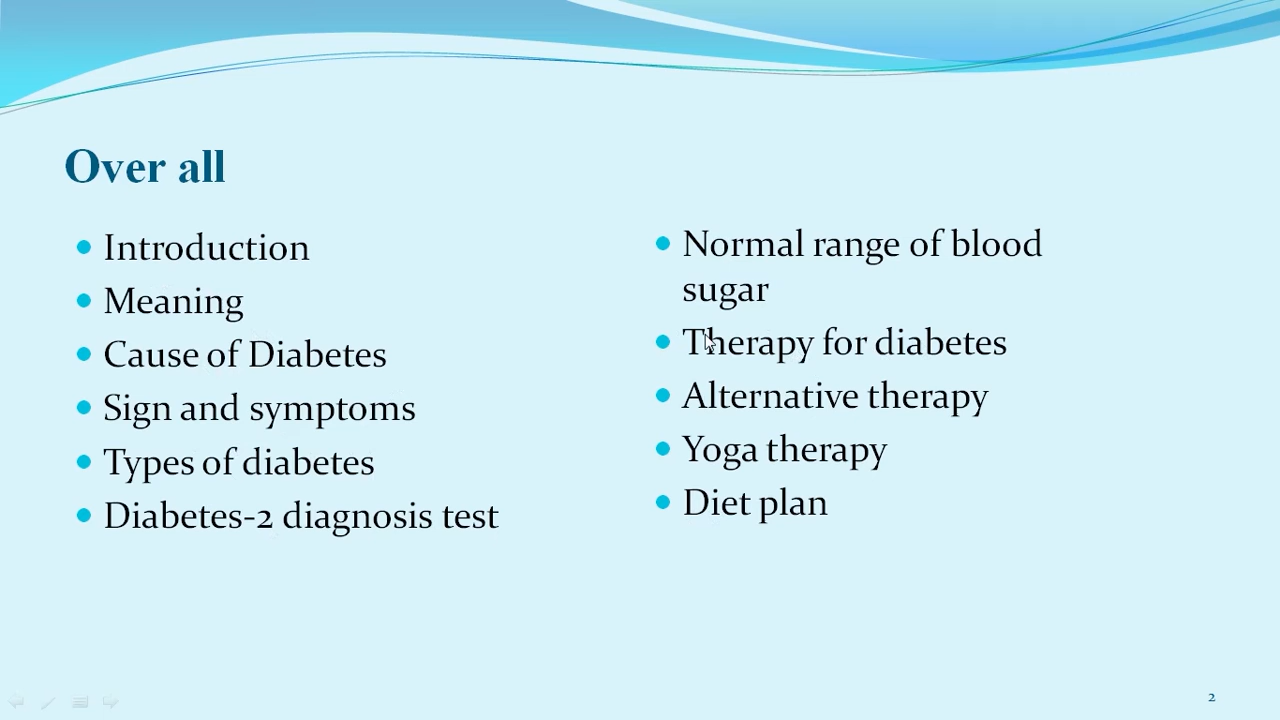 Over all
Introduction
Meaning
Cause of Diabetes
Sign and symptoms
Types of diabetes
Diabetes-2 diagnosis test
Normal range of blood
sugar
Therapy for diabetes
Alternative therapy
Yoga therapy
Diet plan
2